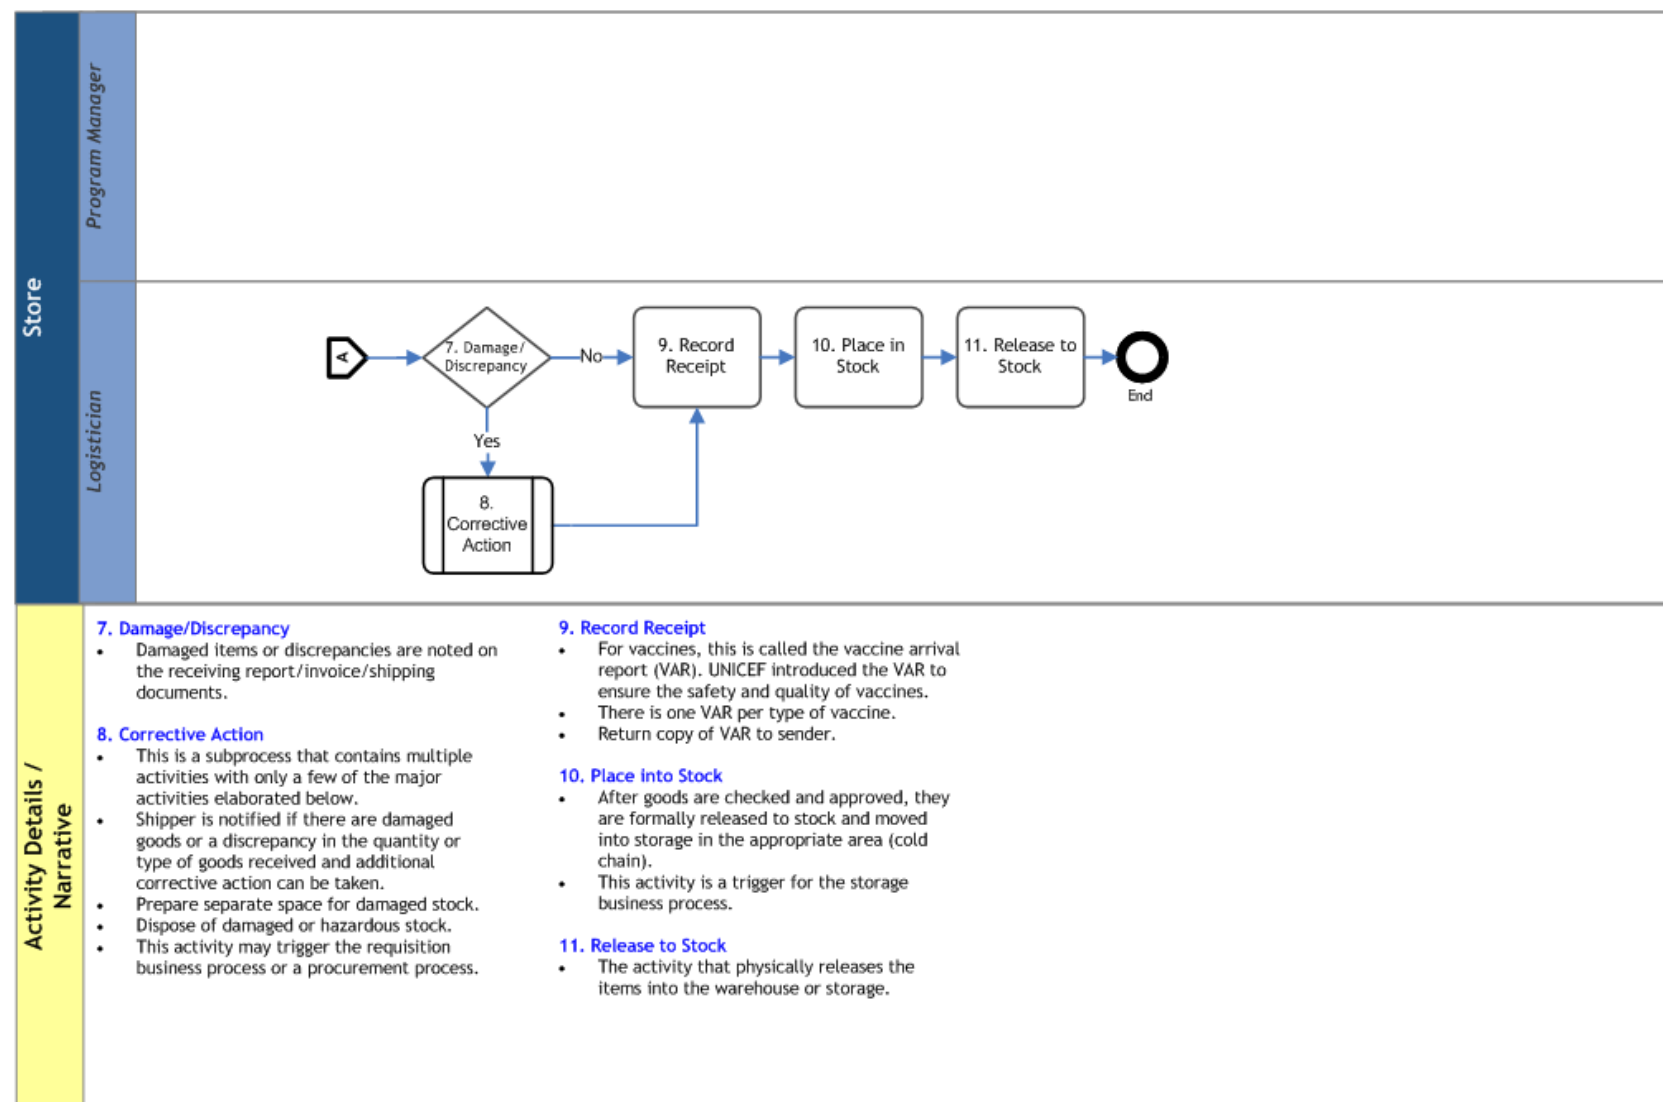 Store
Program Manager
Logistician
A
7. Damage/
Discrepancy
No
Yes
8.
Corrective
Action
9. Record
Receipt
10. Place in
Stock
11. Release to
Stock
End
Activity Details /
Narrative
7. Damage/Discrepancy
• Damaged items or discrepancies are noted on
the receiving report/invoice/shipping
documents.
8. Corrective Action
• This is a subprocess that contains multiple
activities with only a few of the major
activities elaborated below.
• Shipper is notified if there are damaged
goods or a discrepancy in the quantity or
type of goods received and additional
corrective action can be taken.
• Prepare separate space for damaged stock.
• Dispose of damaged or hazardous stock.
• This activity may trigger the requisition
business process or a procurement process.
9. Record Receipt
• For vaccines, this is called the vaccine arrival
report (VAR). UNICEF introduced the VAR to
ensure the safety and quality of vaccines.
• There is one VAR per type of vaccine.
• Return copy of VAR to sender.
10. Place into Stock
• After goods are checked and approved, they
are formally released to stock and moved
into storage in the appropriate area (cold
chain).
• This activity is a trigger for the storage
business process.
11. Release to Stock
• The activity that physically releases the
items into the warehouse or storage.